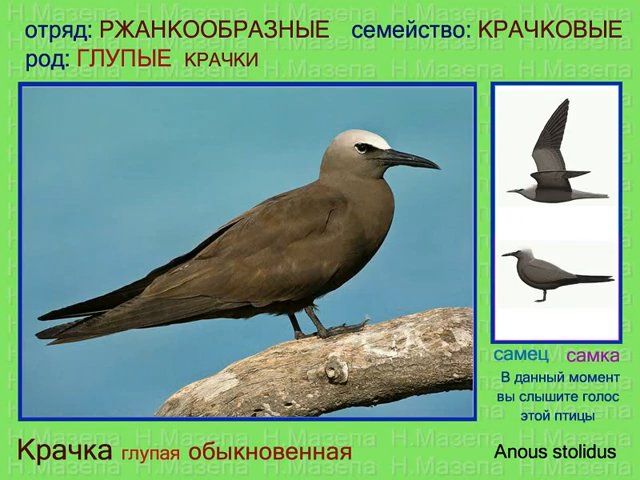 отряд: РЖАНКООБРАЗНЫЕ семейство: КРАЧКОВЫЕ
род: ГЛУПЫЕ КРАЧКИ
самец самка
В данный момент
вы слышите голос
этой птицы
Крачка глупая обыкновенная
Anous stolidus
Н.Мазепа